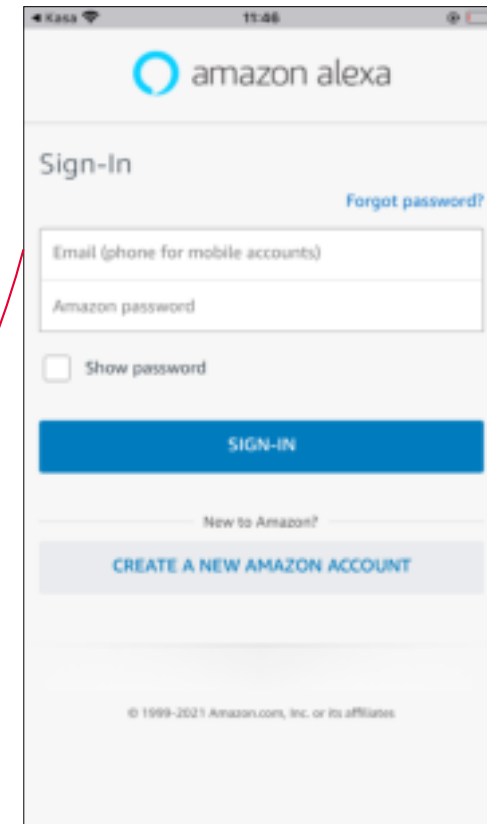 Kasa
11:46
amazon alexa
Sign-In
Forgot password?
Email (phone for mobile accounts)
Amazon password
Show password
SIGN-IN
New to Amazon?
CREATE A NEW AMAZON ACCOUNT
© 1999-2021 Amazon.com, Inc. or its affiliates